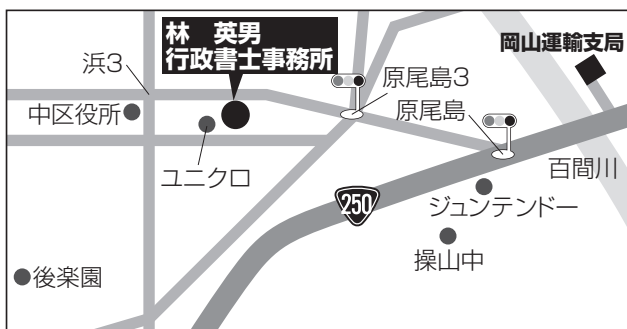 林 英男
行政書士事務所
岡山運輸支局
浜3
原尾島3
中区役所
原尾島
ユニクロ
百間川
250
ジュンテンドー
操山中
後楽園